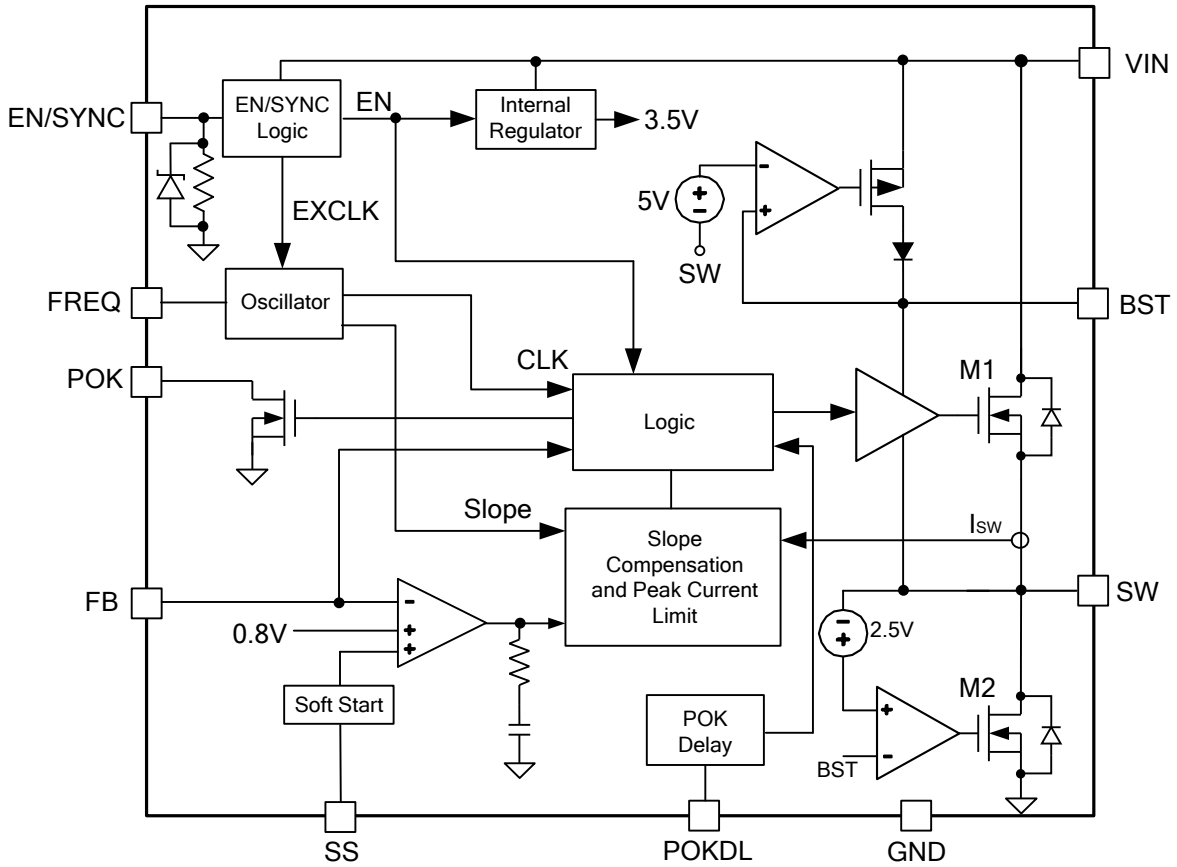 VIN
EN/SYNC
EN/SYNC
Logic
EN
Internal
Regulator
3.5V
-
+
5V
+
-
SW
EXCLK
FREQ
Oscillator
BST
POK
CLK
Logic
M1
Slope
Slope
Compensation
and Peak Current
Limit
ISW
FB
-
0.8V
+
+
SW
-
+
2.5V
Soft Start
POK
Delay
M2
+
BST
-
SS
POKDL
GND